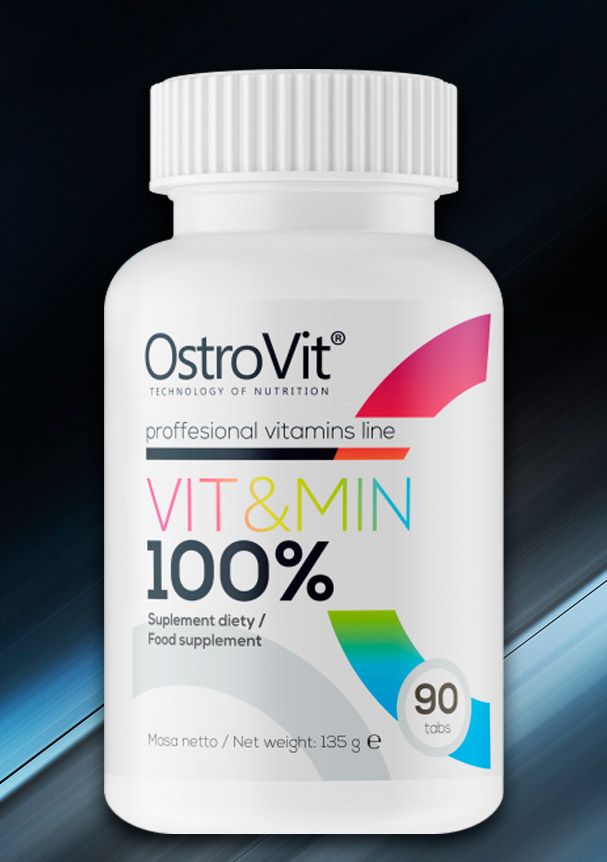 OstroVit®
TECHNOLOGY OF NUTRITION
proffesional vitamins line
VIT&MIN
100%
Suplement diety /
Food supplement
90
tabs
Masa netto / Net weight: 135 g ℮